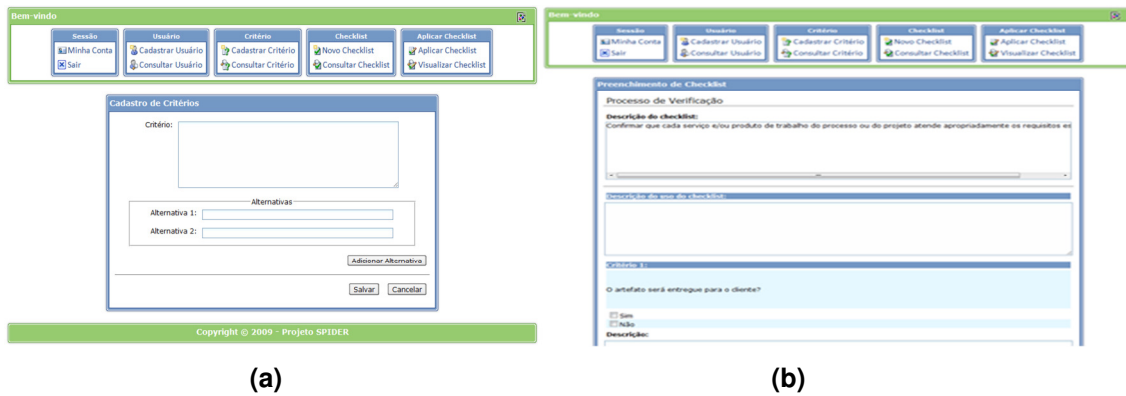 Bem-vindo
Sessão Usuário Critério Checklist Aplicar Checklist
Minha Conta Cadastrar Usuário Cadastrar Critério Novo Checklist Aplicar Checklist
Sair Consultar Usuário Consultar Critério Consultar Checklist Visualizar Checklist
Cadastro de Critérios
Critério:
Alternativas
Alternativa 1:
Alternativa 2:
Adicionar Alternativa
Salvar Cancelar
Copyright © 2009 - Projeto SPIDER
(a)
Bem-vindo
Sessão Usuário Critério Checklist Aplicar Checklist
Minha Conta Cadastrar Usuário Cadastrar Critério Novo Checklist Aplicar Checklist
Sair Consultar Usuário Consultar Critério Consultar Checklist Visualizar Checklist
Preenchimento de Checklist
Processo de Verificação
Descrição do checklist:
Confirmar que cada serviço e/ou produto de trabalho do processo ou do projeto atende apropriadamente os requisitos es
Descrição do uso do checklist:
Critério 1:
O artefato será entregue para o cliente?
Sim
Não
Descrição:
(b)